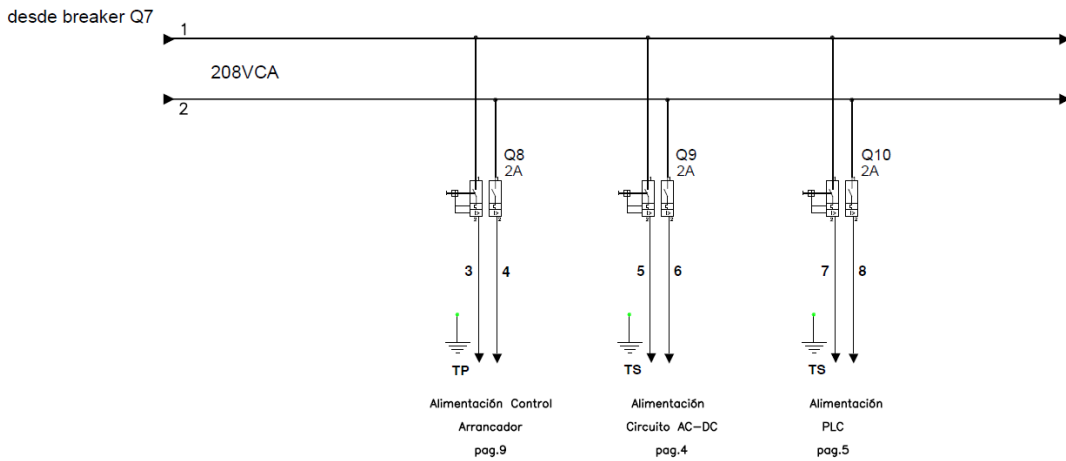 desde breaker Q7
1
208VCA
2
Q8
2A
Q9
2A
Q10
2A
3 4
5 6
7 8
TP
TS
TS
Alimentación Control
Arrancador
pag.9
Alimentación
Circuito AC-DC
pag.4
Alimentación
PLC
pag.5